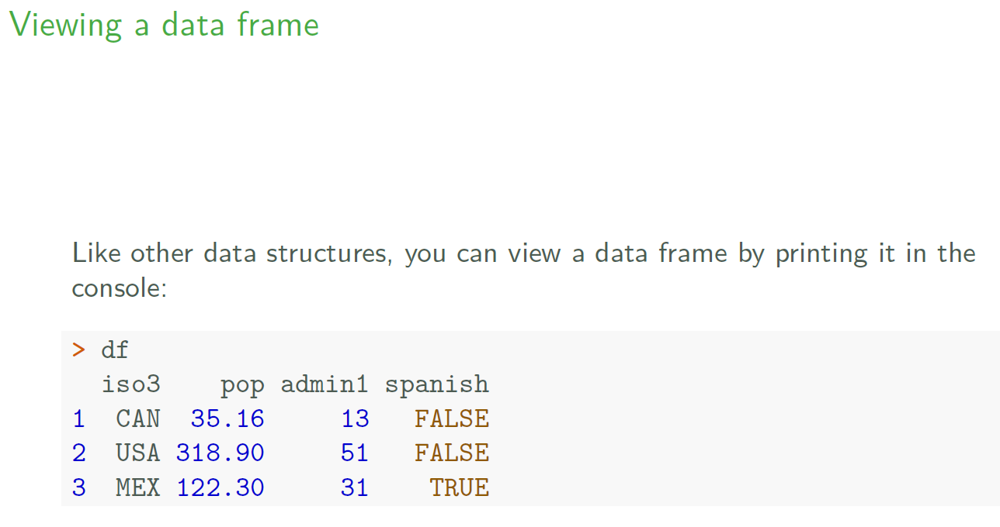 Viewing a data frame
Like other data structures, you can view a data frame by printing it in the
console:
> df
  iso3    pop admin1 spanish
1  CAN  35.16     13   FALSE
2  USA 318.90     51   FALSE
3  MEX 122.30     31    TRUE